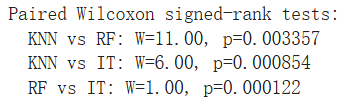 Paired Wilcoxon signed-rank tests:
  KNN vs RF: W=11.00, p=0.003357
  KNN vs IT: W=6.00, p=0.000854
  RF vs IT: W=1.00, p=0.000122